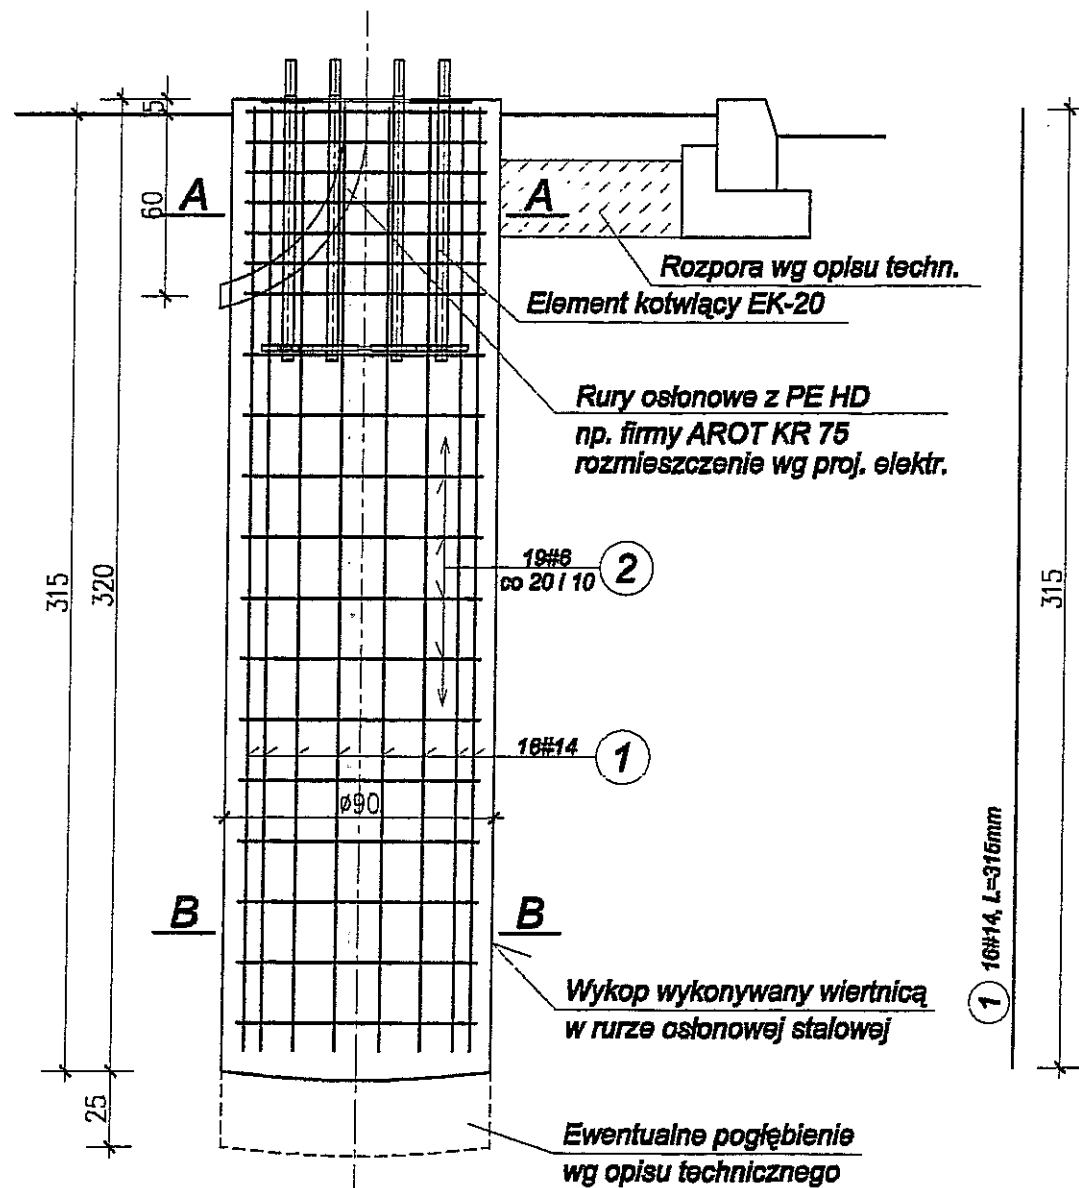 5
60
A
A
Rozpora wg opisu techn.
Element kotwiący EK-20
Rury osłonowe z PE HD
np. firmy AROT KR 75
rozmieszczenie wg proj. elektr.
315
320
19#6
co 20 / 10
2
315
16#14
1
ø90
B
B
1
16#14, L=315mm
Wykop wykonywany wiertnicą
w rurze osłonowej stalowej
25
Ewentualne pogłębienie
wg opisu technicznego